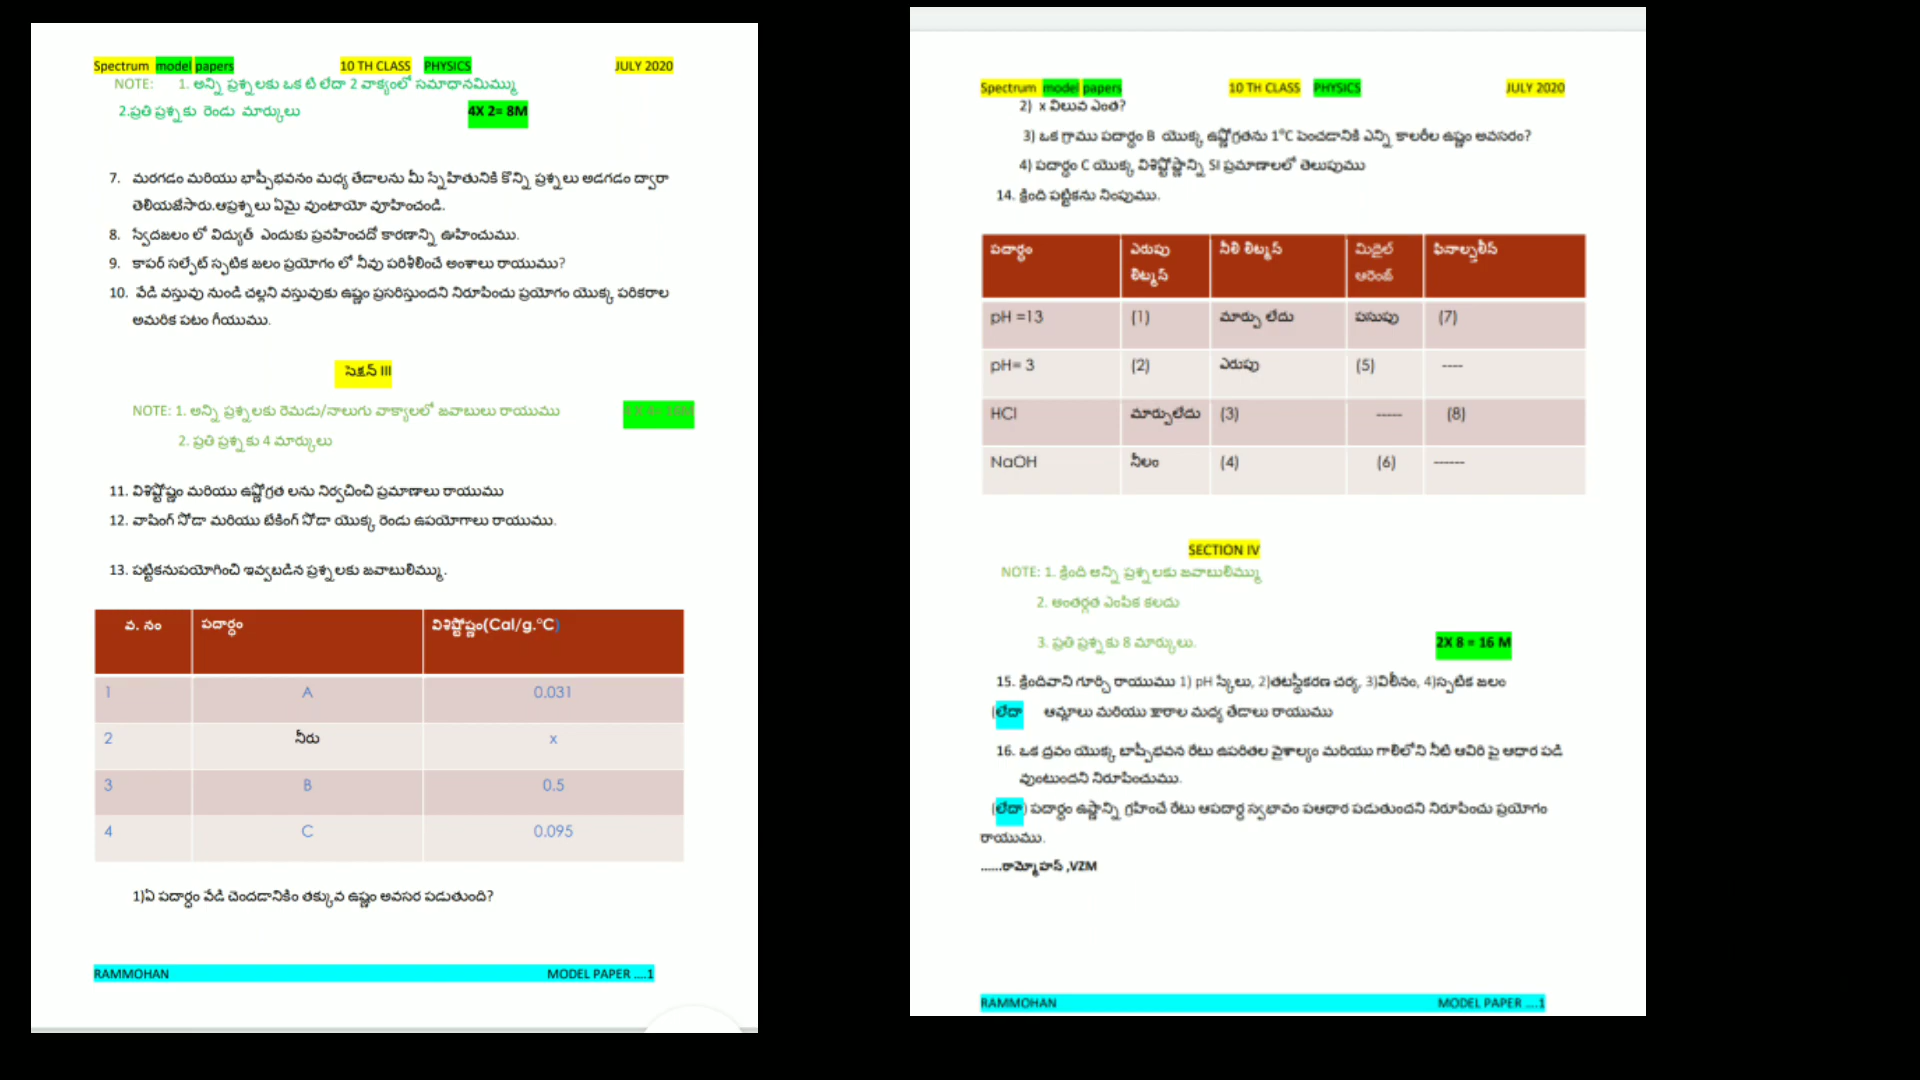 Spectrum model papers 10 TH CLASS PHYSICS JULY 2020
NOTE: 1. అన్ని ప్రశ్నలకు ఒక టి లేదా 2 వాక్యంలో సమాధానమిమ్ము
2.ప్రతి ప్రశ్నకు రెండు మార్కులు 4X 2= 8M
7. మరగడం మరియు భాష్పీభవనం మధ్య తేడాలను మీ స్నేహితునికి కొన్ని ప్రశ్నలు అడగడం ద్వారా
తెలియజేసారు.ఆప్రశ్నలు ఏమై వుంటాయో వూహించండి.
8. స్వేదజలం లో విద్యుత్ ఎందుకు ప్రవహించదో కారణాన్ని ఊహించుము.
9. కాపర్ సల్ఫేట్ స్పటిక జలం ప్రయోగం లో నీవు పరిశీలించే అంశాలు రాయుము?
10. వేడి వస్తువు నుండి చల్లని వస్తువుకు ఉష్ణం ప్రసరిస్తుందని నిరూపించు ప్రయోగం యొక్క పరికరాల
అమరిక పటం గీయుము.
సెక్షన్ III
NOTE: 1. అన్ని ప్రశ్నలకు రెమడు/నాలుగు వాక్యాలలో జవాబులు రాయుము
2. ప్రతి ప్రశ్నకు 4 మార్కులు
11. విశిష్టోష్ణం మరియు ఉష్ణోగ్రత లను నిర్వచించి ప్రమాణాలు రాయుము
12. వాషింగ్ సోడా మరియు బేకింగ్ సోడా యొక్క రెండు ఉపయోగాలు రాయుము.
13. పట్టికనుపయోగించి ఇవ్వబడిన ప్రశ్నలకు జవాబులిమ్ము.
వ. నం పదార్ధం విశిష్టోష్ణం(Cal/g.°C)
1 A 0.031
2 నీరు x
3 B 0.5
4 C 0.095
1)ఏ పదార్ధం వేడి చెందడానికిం తక్కువ ఉష్ణం అవసర పడుతుంది?
RAMMOHAN MODEL PAPER ....1
Spectrum model papers 10 TH CLASS PHYSICS JULY 2020
2) x విలువ ఎంత?
3) ఒక గ్రాము పదార్ధం B యొక్క ఉష్ణోగ్రతను 1°C పెంచడానికి ఎన్ని కాలరీల ఉష్ణం అవసరం?
4) పదార్ధం C యొక్క విశిష్టోష్ణాన్ని SI ప్రమాణాలలో తెలుపుము
14. క్రింది పట్టికను నింపుము.
పదార్ధం ఎరుపు లిట్మస్ నీలి లిట్మస్ మిథైల్ ఆరెంజ్ ఫినాల్ఫ్తలీన్
pH =13 (1) మార్పు లేదు పసుపు (7)
pH= 3 (2) ఎరుపు (5) ----
HCl మార్పులేదు (3) ----- (8)
NaOH నీలం (4) (6) ------
SECTION IV
NOTE: 1. క్రింది అన్ని ప్రశ్నలకు జవాబులిమ్ము
2. అంతర్గత ఎంపిక కలదు
3. ప్రతి ప్రశ్నకు 8 మార్కులు. 2X 8 = 16 M
15. క్రిందివాని గూర్చి రాయుము 1) pH స్కేలు, 2)తటస్థీకరణ చర్య, 3)విలీనం, 4)స్పటిక జలం
(లేదా ఆమ్లాలు మరియు క్షారాల మధ్య తేడాలు రాయుము
16. ఒక ద్రవం యొక్క బాష్పీభవన రేటు ఉపరితల వైశాల్యం మరియు గాలిలోని నీటి ఆవిరి పై ఆధార పడి
వుంటుందని నిరూపించుము.
(లేదా) పదార్ధం ఉష్ణాన్ని గ్రహించే రేటు ఆపదార్ధ స్వభావం పఆధార పడుతుందని నిరూపించు ప్రయోగం
రాయుము.
......రామ్మోహన్ ,VZM
RAMMOHAN MODEL PAPER ....1